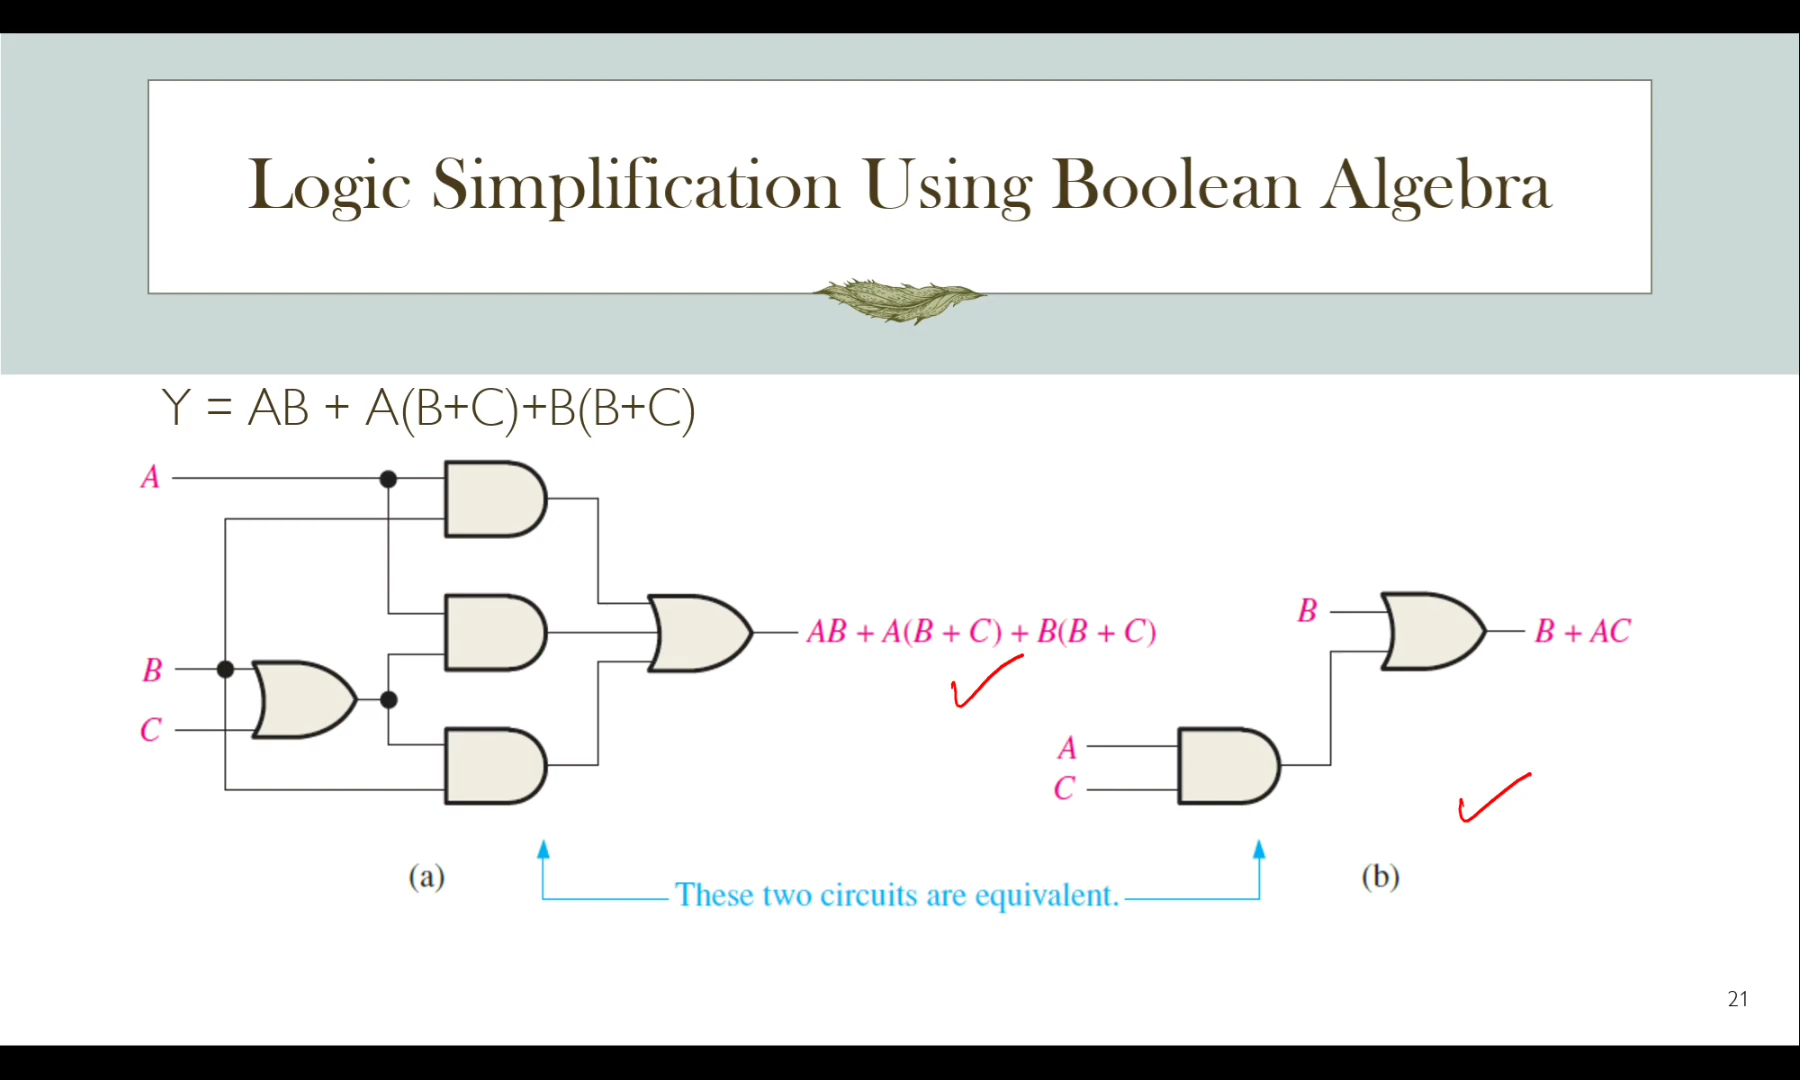 Logic Simplification Using Boolean Algebra
Y = AB + A(B+C)+B(B+C)
A
B
C
AB + A(B + C) + B(B + C)
B
B + AC
A
C
(a)
These two circuits are equivalent.
(b)
21